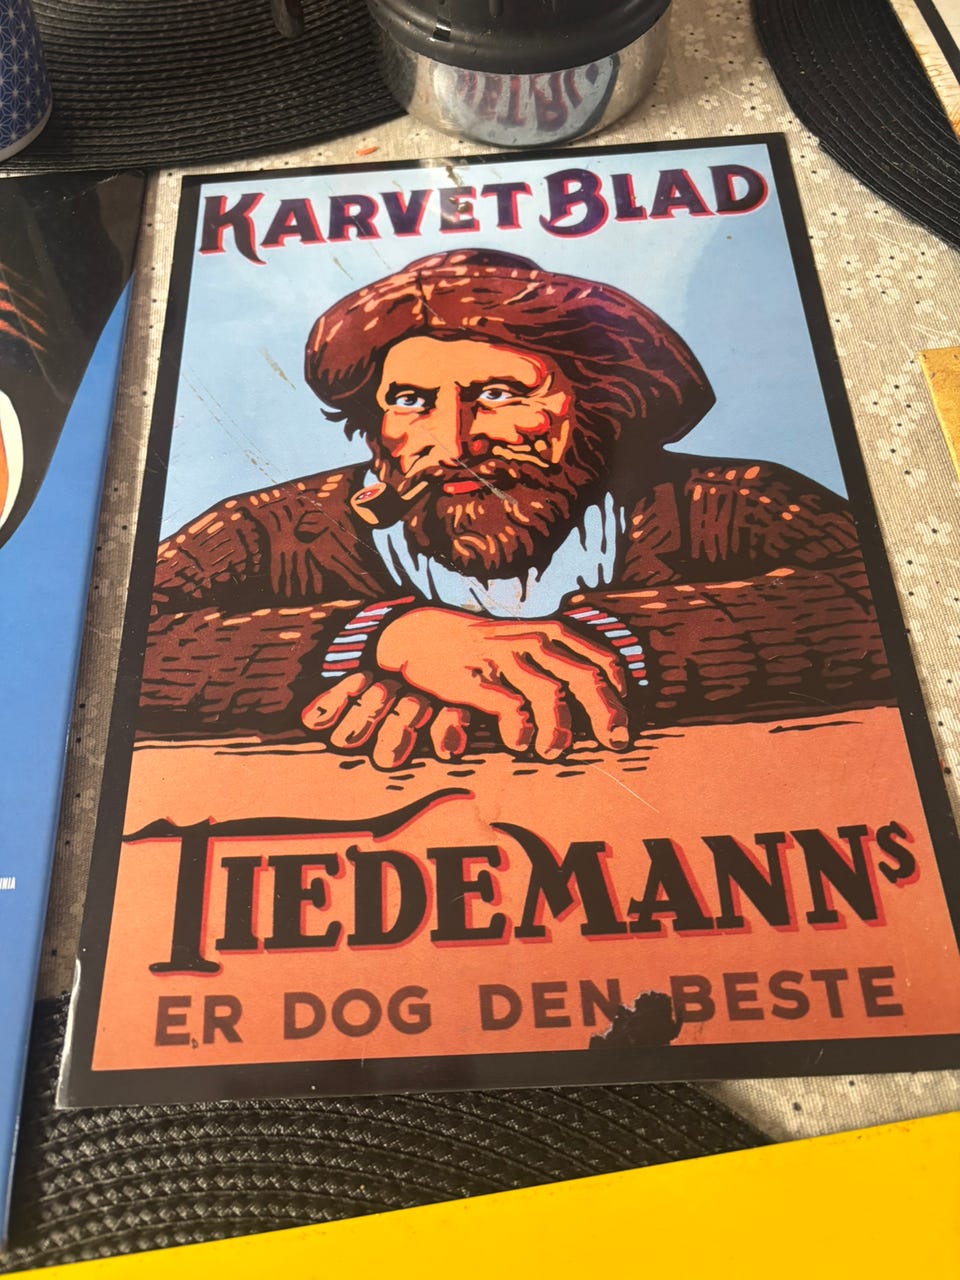 KARVET BLAD
TIEDEMANNS
ER DOG DEN BESTE